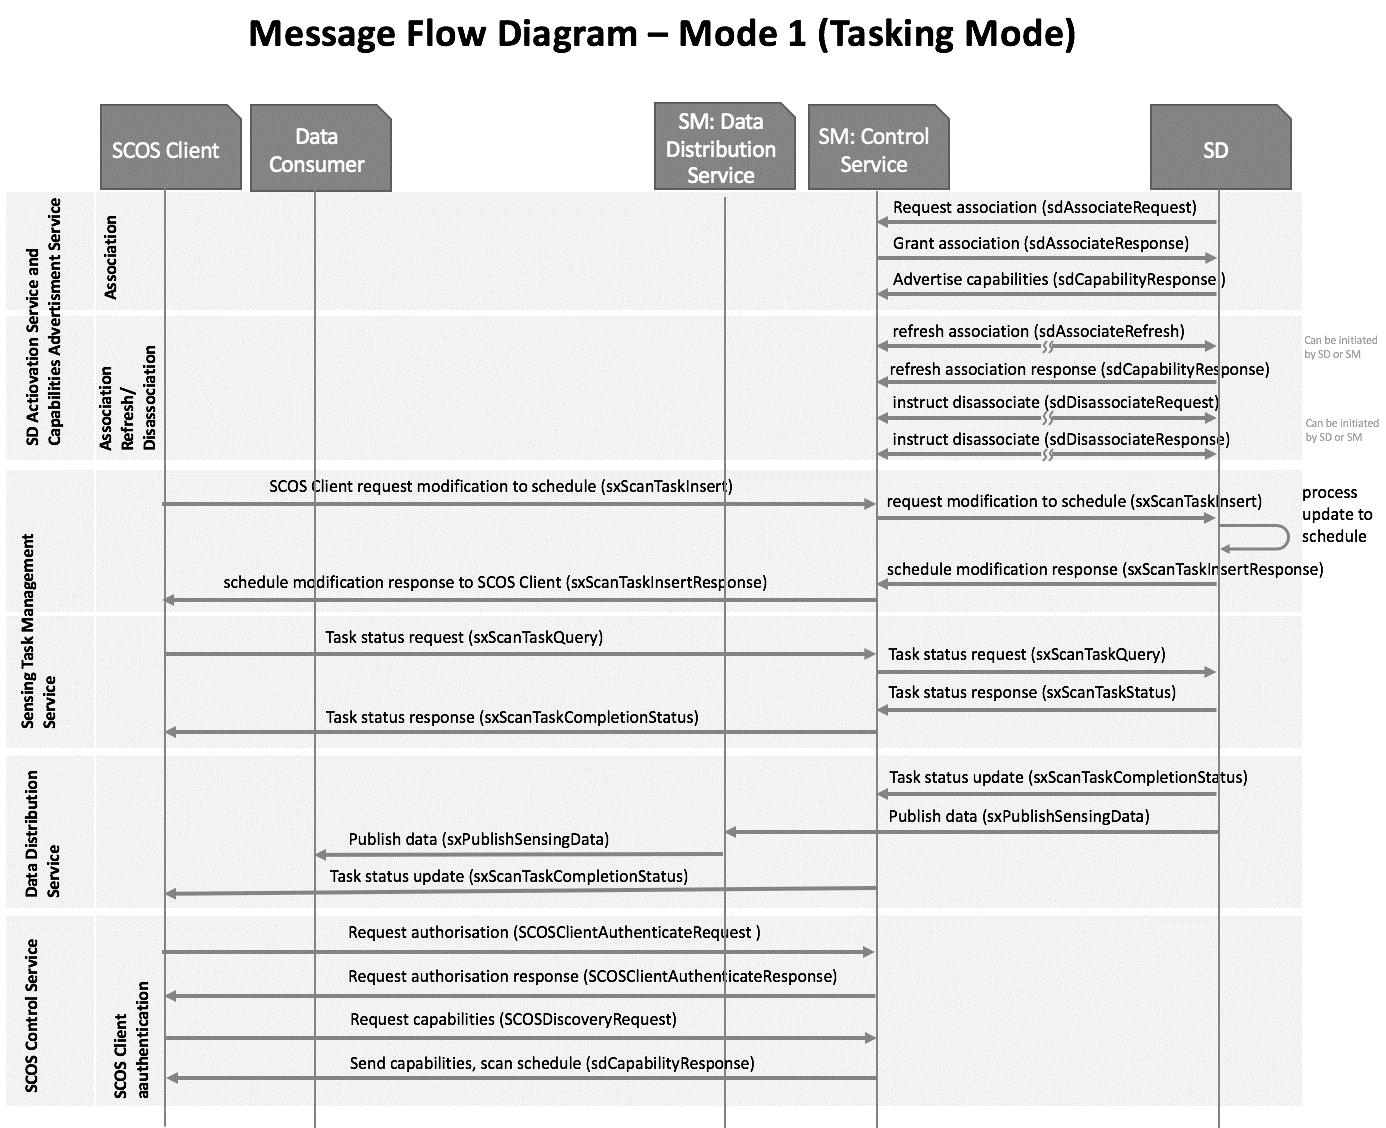 Message Flow Diagram – Mode 1 (Tasking Mode)
SCOS Client
Data
Consumer
SM: Data
Distribution
Service
SM: Control
Service
SD
SD Actiovation Service and
Capabilities Advertisment Service
Association
Request association (sdAssociateRequest)
Grant association (sdAssociateResponse)
Advertise capabilities (sdCapabilityResponse )
Association
Refresh/
Disassociation
refresh association (sdAssociateRefresh)
Can be initiated
by SD or SM
refresh association response (sdCapabilityResponse)
instruct disassociate (sdDisassociateRequest)
Can be initiated
by SD or SM
instruct disassociate (sdDisassociateResponse)
Sensing Task Management
Service
SCOS Client request modification to schedule (sxScanTaskInsert)
request modification to schedule (sxScanTaskInsert)
process
update to
schedule
schedule modification response (sxScanTaskInsertResponse)
schedule modification response to SCOS Client (sxScanTaskInsertResponse)
Task status request (sxScanTaskQuery)
Task status request (sxScanTaskQuery)
Task status response (sxScanTaskStatus)
Task status response (sxScanTaskCompletionStatus)
Data Distribution
Service
Task status update (sxScanTaskCompletionStatus)
Publish data (sxPublishSensingData)
Publish data (sxPublishSensingData)
Task status update (sxScanTaskCompletionStatus)
SCOS Control Service
SCOS Client
aauthentication
Request authorisation (SCOSClientAuthenticateRequest )
Request authorisation response (SCOSClientAuthenticateResponse)
Request capabilities (SCOSDiscoveryRequest)
Send capabilities, scan schedule (sdCapabilityResponse)